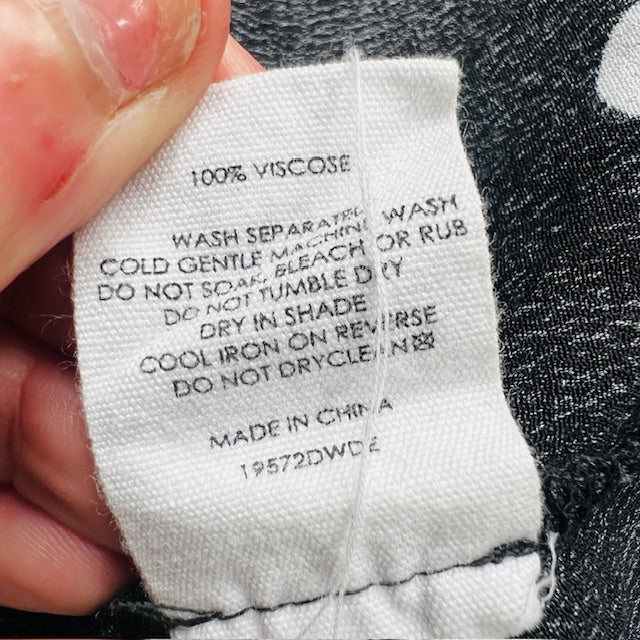 100% VISCOSE
WASH SEPARATELY WASH
COLD GENTLE MACHINE
DO NOT SOAK BLEACH OR RUB
DO NOT TUMBLE DRY
DRY IN SHADE
COOL IRON ON REVERSE
DO NOT DRYCLEAN
MADE IN CHINA
19572DWDE